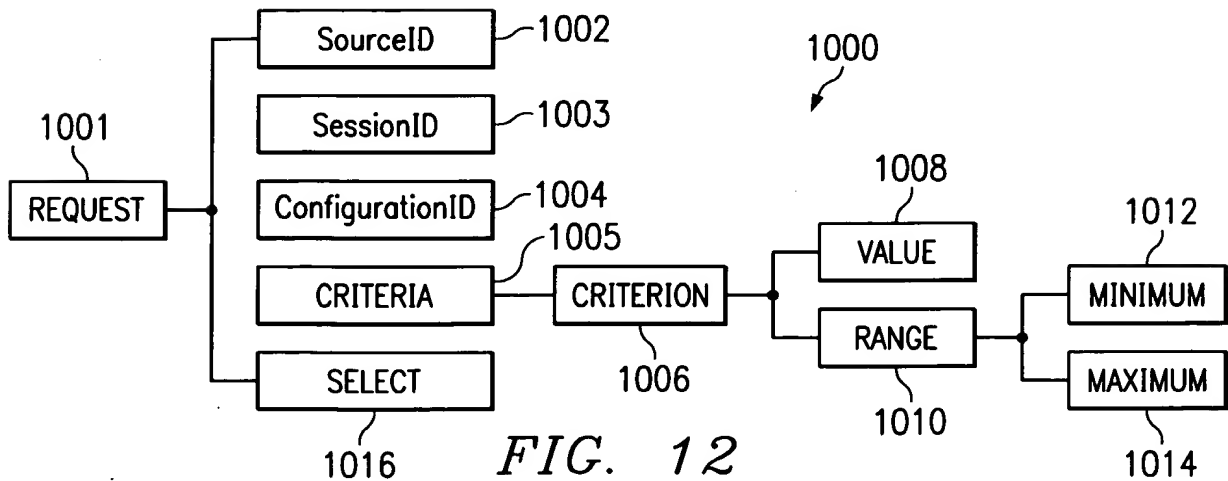 SourceID
1002
1000
1001
SessionID
1003
REQUEST
ConfigurationID
1004
1008
1005
VALUE
1012
CRITERIA
CRITERION
MINIMUM
RANGE
SELECT
1006
MAXIMUM
1010
1016
FIG. 12
1014